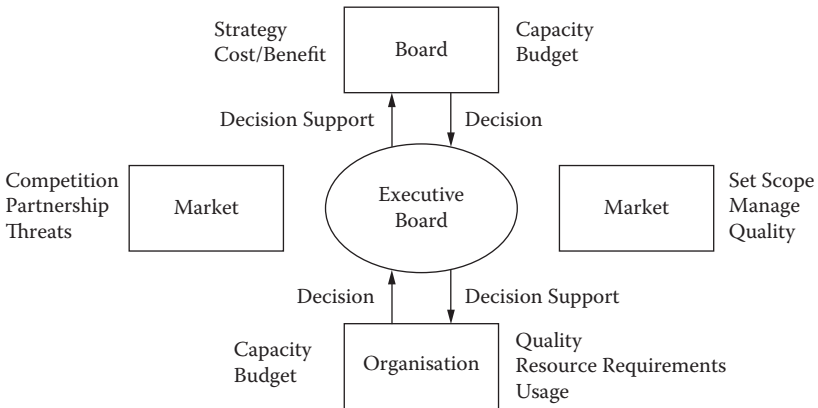 Strategy
Cost/Benefit
Board
Capacity
Budget
Decision Support
Decision
Competition
Partnership
Threats
Market
Executive
Board
Market
Set Scope
Manage
Quality
Decision
Decision Support
Capacity
Budget
Organisation
Quality
Resource Requirements
Usage